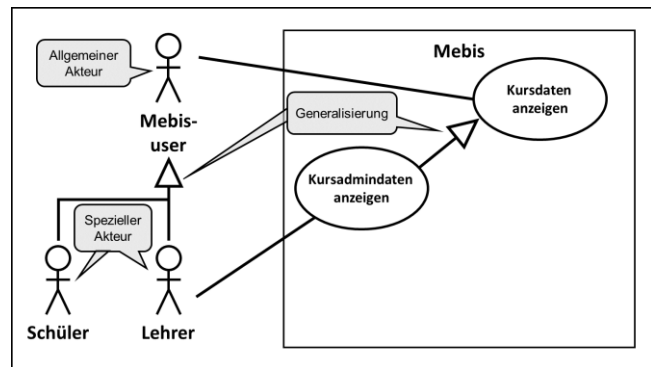 Allgemeiner
Akteur
Mebis
Kursdaten
anzeigen
Generalisierung
Mebis-
user
Kursadmindaten
anzeigen
Spezieller
Akteur
Schüler
Lehrer